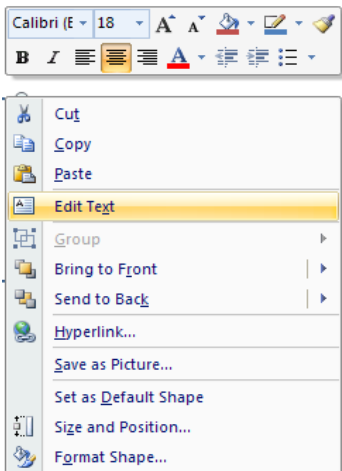 Calibri (E 18 A A
B I A
Cut
Copy
Paste
Edit Text
Group
Bring to Front
Send to Back
Hyperlink...
Save as Picture...
Set as Default Shape
Size and Position...
Format Shape...